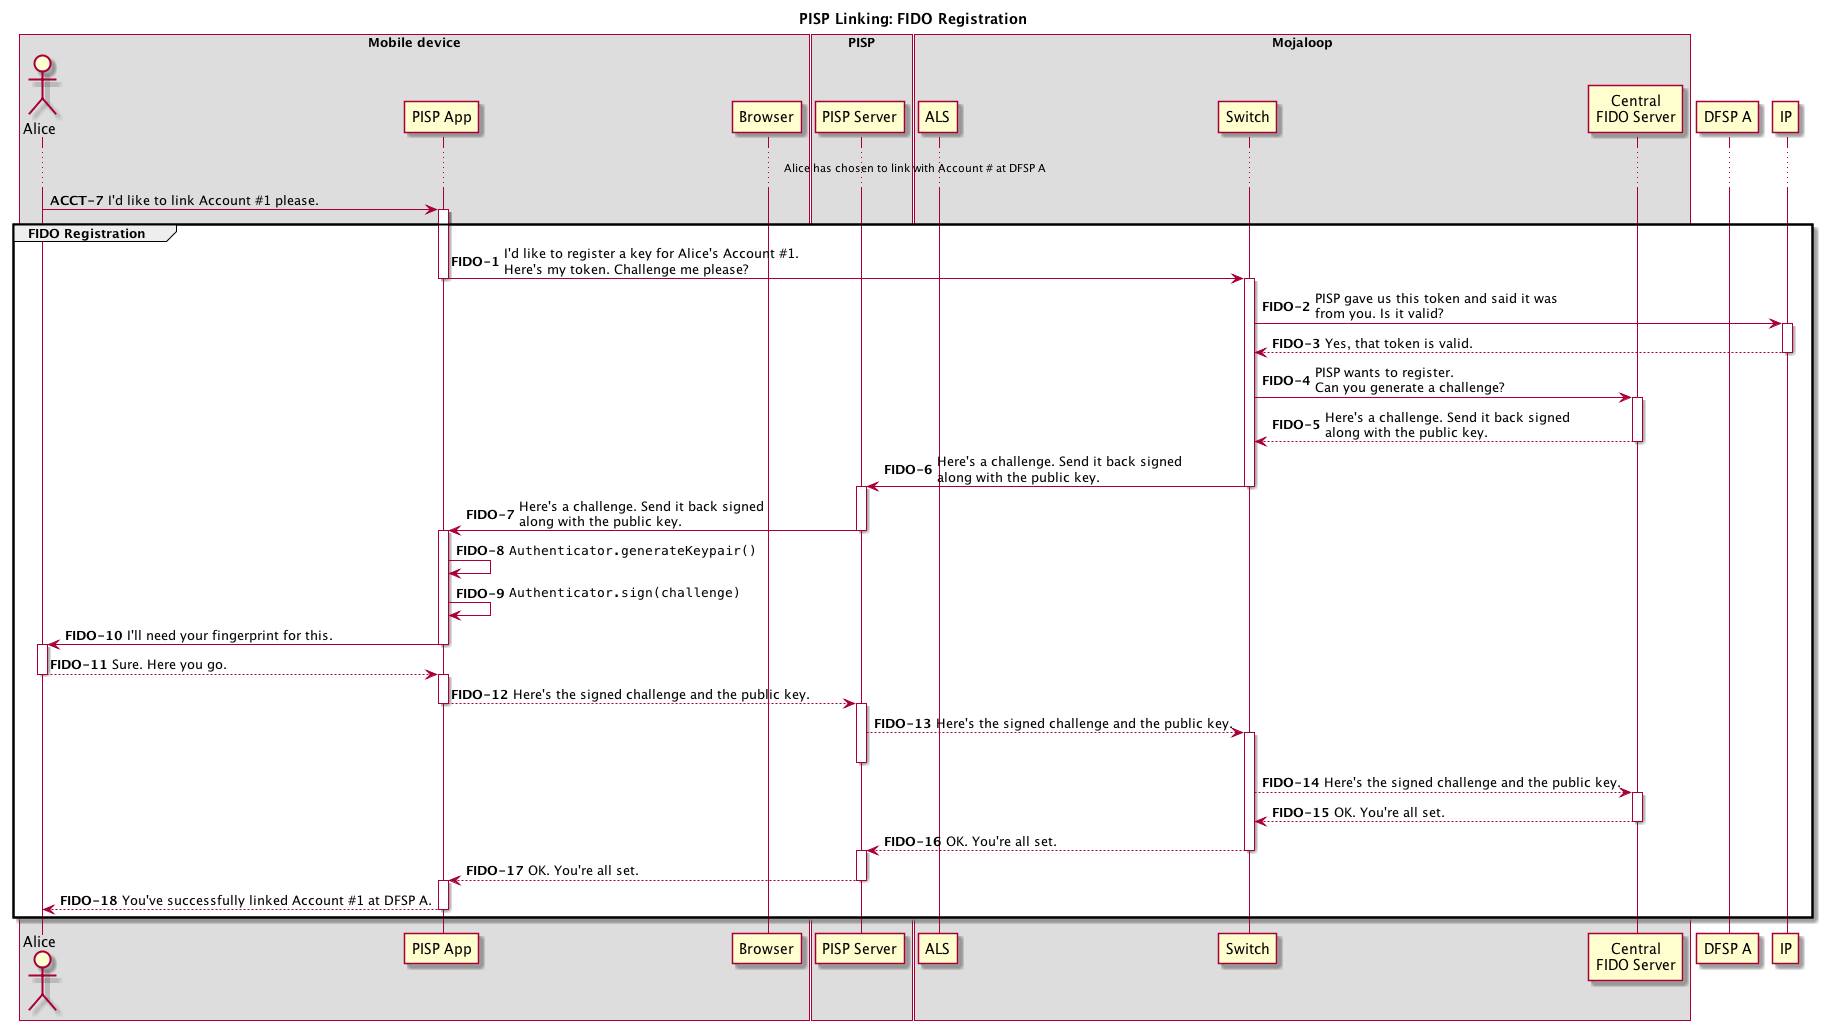 PISP Linking: FIDO Registration
Mobile device
PISP
Mojaloop
Alice
PISP App
Browser
PISP Server
ALS
Switch
Central
FIDO Server
DFSP A
IP
Alice has chosen to link with Account # at DFSP A
ACCT-7 I'd like to link Account #1 please.
FIDO Registration
FIDO-1 I'd like to register a key for Alice's Account #1.
Here's my token. Challenge me please?
FIDO-2 PISP gave us this token and said it was
from you. Is it valid?
FIDO-3 Yes, that token is valid.
FIDO-4 PISP wants to register.
Can you generate a challenge?
FIDO-5 Here's a challenge. Send it back signed
along with the public key.
FIDO-6 Here's a challenge. Send it back signed
along with the public key.
FIDO-7 Here's a challenge. Send it back signed
along with the public key.
FIDO-8 Authenticator.generateKeypair()
FIDO-9 Authenticator.sign(challenge)
FIDO-10 I'll need your fingerprint for this.
FIDO-11 Sure. Here you go.
FIDO-12 Here's the signed challenge and the public key.
FIDO-13 Here's the signed challenge and the public key.
FIDO-14 Here's the signed challenge and the public key.
FIDO-15 OK. You're all set.
FIDO-16 OK. You're all set.
FIDO-17 OK. You're all set.
FIDO-18 You've successfully linked Account #1 at DFSP A.
Alice
PISP App
Browser
PISP Server
ALS
Switch
Central
FIDO Server
DFSP A
IP